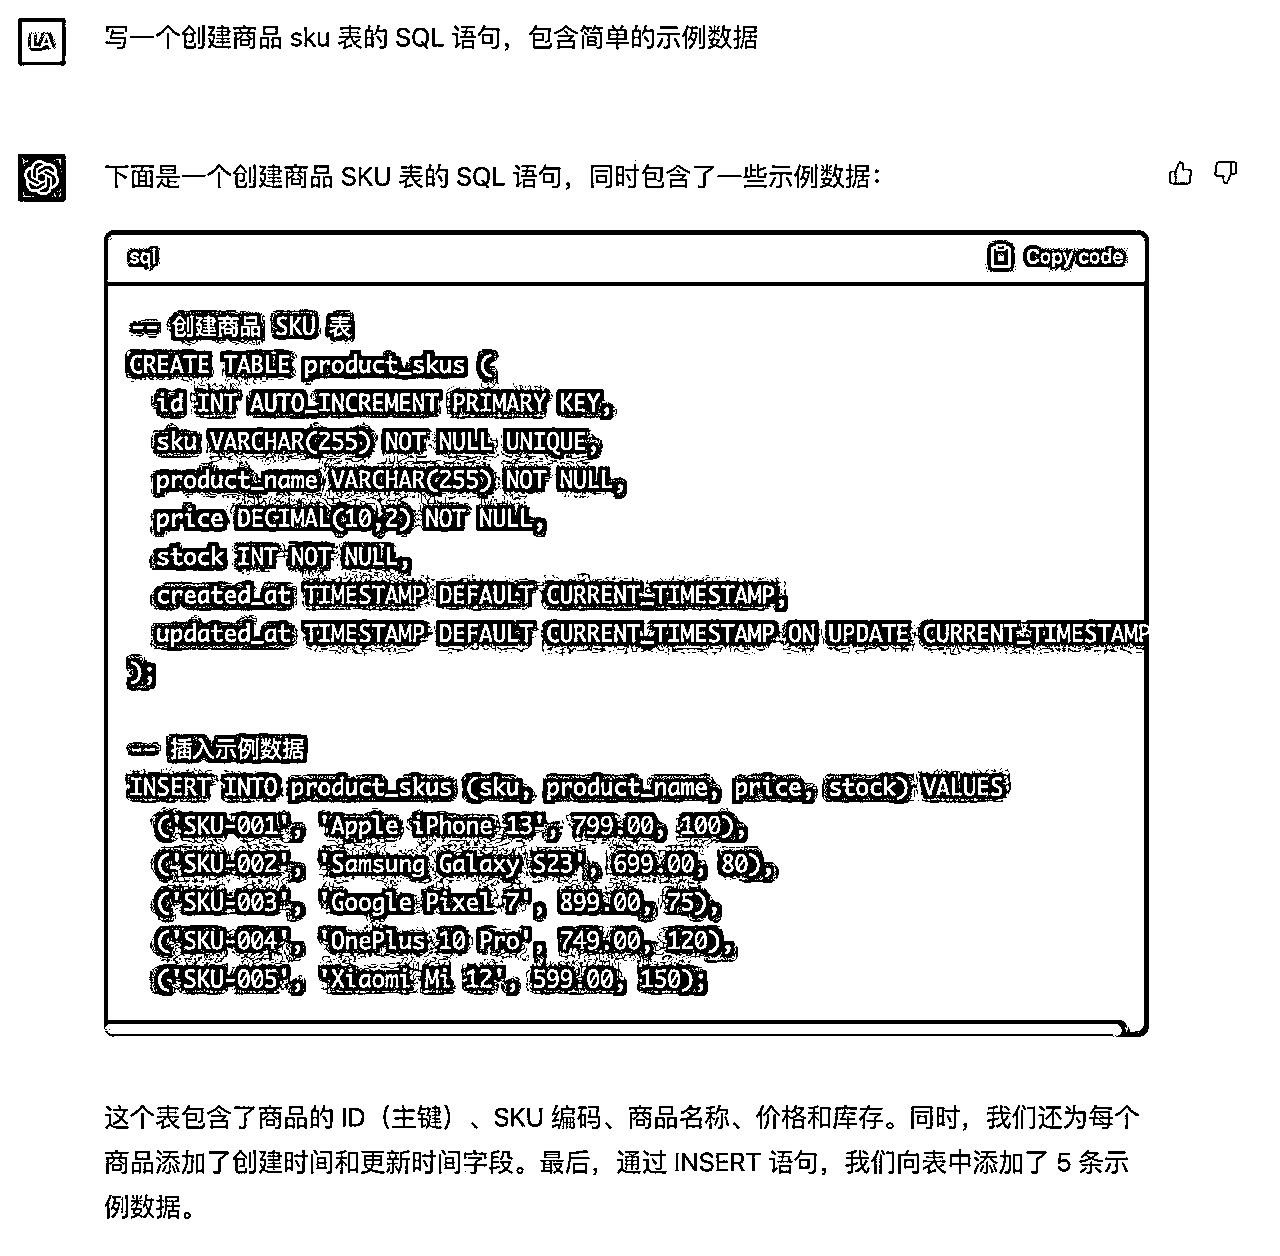 写一个创建商品 sku 表的 SQL 语句，包含简单的示例数据
下面是一个创建商品 SKU 表的 SQL 语句，同时包含了一些示例数据：
sql Copy code
-- 创建商品 SKU 表
CREATE TABLE product_skus (
id INT AUTO_INCREMENT PRIMARY KEY,
sku VARCHAR(255) NOT NULL UNIQUE,
product_name VARCHAR(255) NOT NULL,
price DECIMAL(10,2) NOT NULL,
stock INT NOT NULL,
created_at TIMESTAMP DEFAULT CURRENT_TIMESTAMP,
updated_at TIMESTAMP DEFAULT CURRENT_TIMESTAMP ON UPDATE CURRENT_TIMESTAMP
);
-- 插入示例数据
INSERT INTO product_skus (sku, product_name, price, stock) VALUES
('SKU-001', 'Apple iPhone 13', 799.00, 100),
('SKU-002', 'Samsung Galaxy S23', 699.00, 80),
('SKU-003', 'Google Pixel 7', 899.00, 75),
('SKU-004', 'OnePlus 10 Pro', 749.00, 120),
('SKU-005', 'Xiaomi Mi 12', 599.00, 150);
这个表包含了商品的 ID（主键）、SKU 编码、商品名称、价格和库存。同时，我们还为每个
商品添加了创建时间和更新时间字段。最后，通过 INSERT 语句，我们向表中添加了 5 条示
例数据。